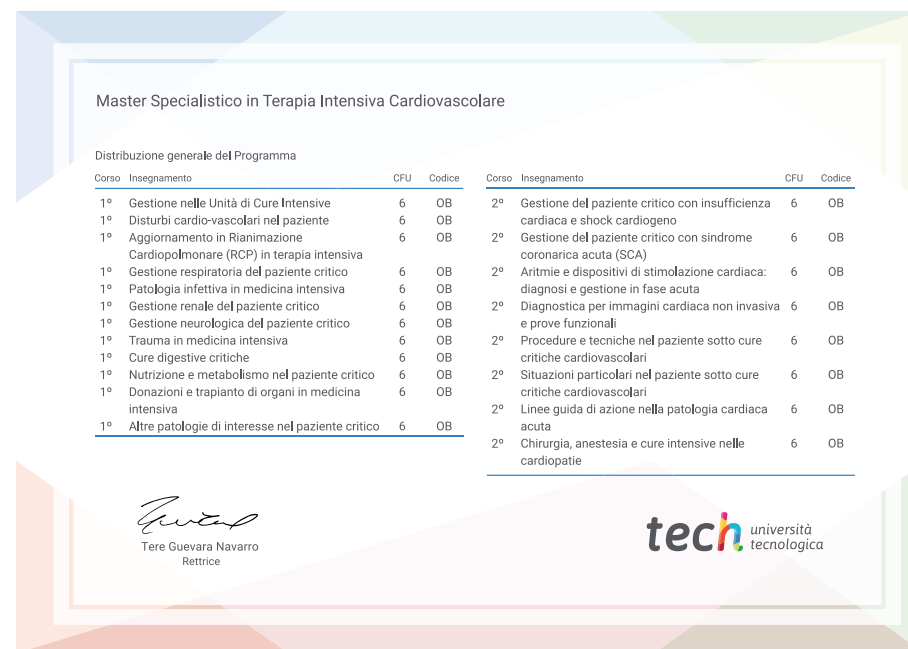 Master Specialistico in Terapia Intensiva Cardiovascolare
Distribuzione generale del Programma
Corso Insegnamento CFU Codice
1º Gestione nelle Unità di Cure Intensive 6 OB
1º Disturbi cardio-vascolari nel paziente 6 OB
1º Aggiornamento in Rianimazione 6 OB
Cardiopolmonare (RCP) in terapia intensiva
1º Gestione respiratoria del paziente critico 6 OB
1º Patologia infettiva in medicina intensiva 6 OB
1º Gestione renale del paziente critico 6 OB
1º Gestione neurologica del paziente critico 6 OB
1º Trauma in medicina intensiva 6 OB
1º Cure digestive critiche 6 OB
1º Nutrizione e metabolismo nel paziente critico 6 OB
1º Donazioni e trapianto di organi in medicina 6 OB
intensiva
1º Altre patologie di interesse nel paziente critico 6 OB
Corso Insegnamento CFU Codice
2º Gestione del paziente critico con insufficienza 6 OB
cardiaca e shock cardiogeno
2º Gestione del paziente critico con sindrome 6 OB
coronarica acuta (SCA)
2º Aritmie e dispositivi di stimolazione cardiaca: 6 OB
diagnosi e gestione in fase acuta
2º Diagnostica per immagini cardiaca non invasiva 6 OB
e prove funzionali
2º Procedure e tecniche nel paziente sotto cure 6 OB
critiche cardiovascolari
2º Situazioni particolari nel paziente sotto cure 6 OB
critiche cardiovascolari
2º Linee guida di azione nella patologia cardiaca 6 OB
acuta
2º Chirurgia, anestesia e cure intensive nelle 6 OB
cardiopatie
Tere Guevara Navarro
Rettrice
tech università
tecnologica